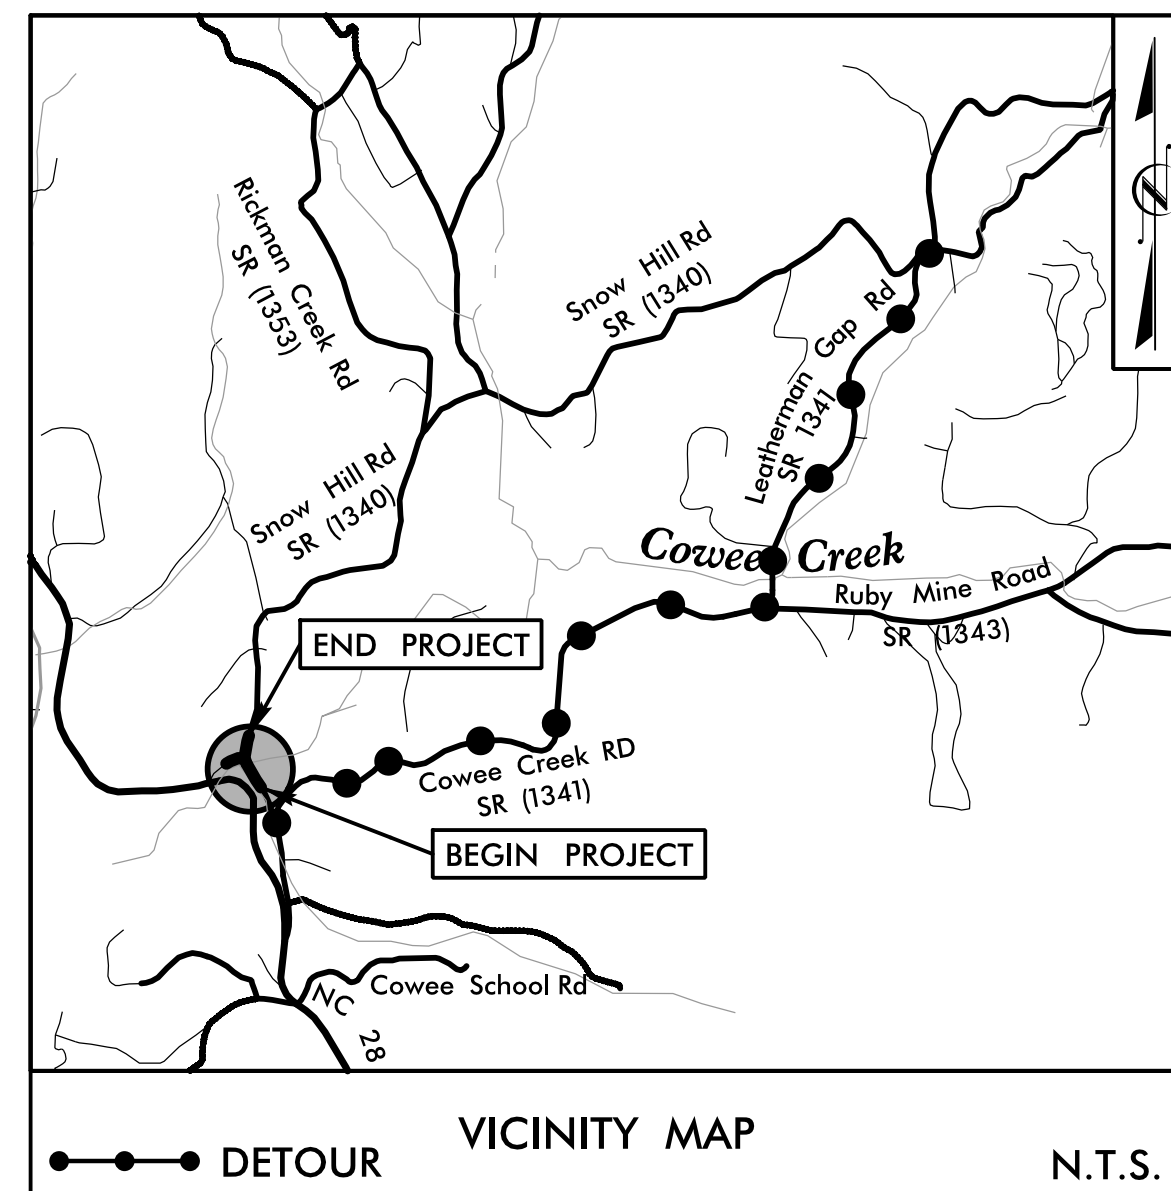 Rickman Creek Rd
SR (1353)
Snow Hill Rd
SR (1340)
Leatherman Gap Rd
SR 1341
Snow Hill Rd
SR (1340)
Cowee Creek
Ruby Mine Road
SR (1343)
END PROJECT
Cowee Creek RD
SR (1341)
BEGIN PROJECT
Cowee School Rd
NC 28
VICINITY MAP
DETOUR
N.T.S.